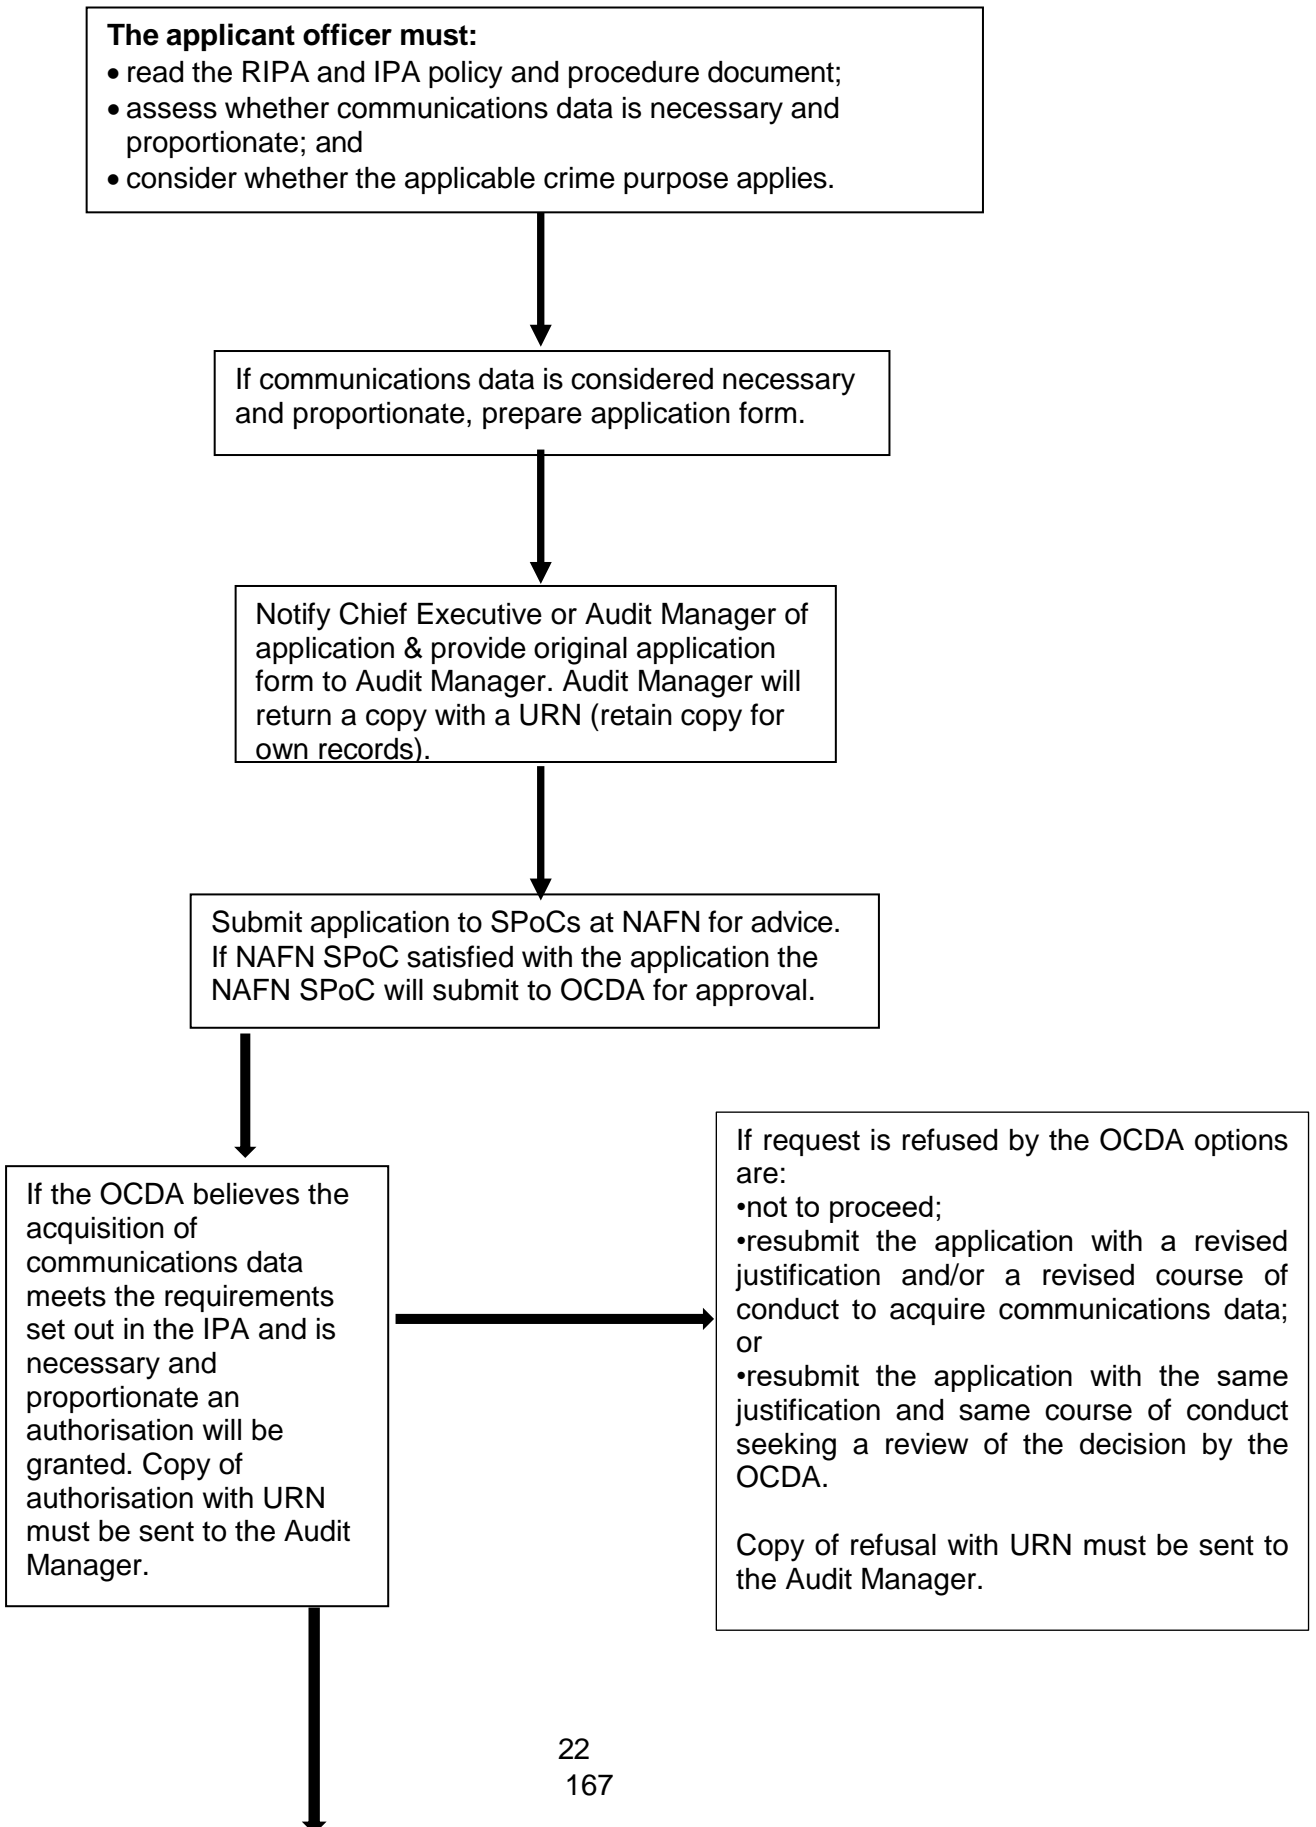 The applicant officer must:
• read the RIPA and IPA policy and procedure document;
• assess whether communications data is necessary and
proportionate; and
• consider whether the applicable crime purpose applies.
If communications data is considered necessary
and proportionate, prepare application form.
Notify Chief Executive or Audit Manager of
application & provide original application
form to Audit Manager. Audit Manager will
return a copy with a URN (retain copy for
own records).
Submit application to SPoCs at NAFN for advice.
If NAFN SPoC satisfied with the application the
NAFN SPoC will submit to OCDA for approval.
If the OCDA believes the
acquisition of
communications data
meets the requirements
set out in the IPA and is
necessary and
proportionate an
authorisation will be
granted. Copy of
authorisation with URN
must be sent to the Audit
Manager.
If request is refused by the OCDA options
are:
•not to proceed;
•resubmit the application with a revised
justification and/or a revised course of
conduct to acquire communications data;
or
•resubmit the application with the same
justification and same course of conduct
seeking a review of the decision by the
OCDA.
Copy of refusal with URN must be sent to
the Audit Manager.
22
167